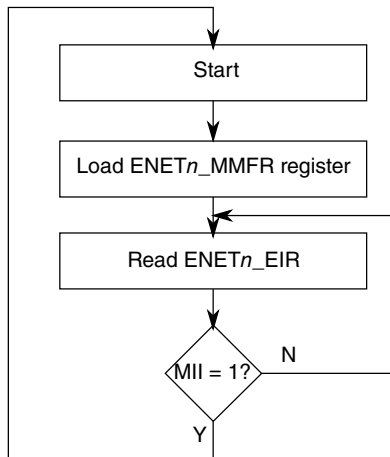 Start
Load ENETn_MMFR register
Read ENETn_EIR
MII = 1?
N
Y